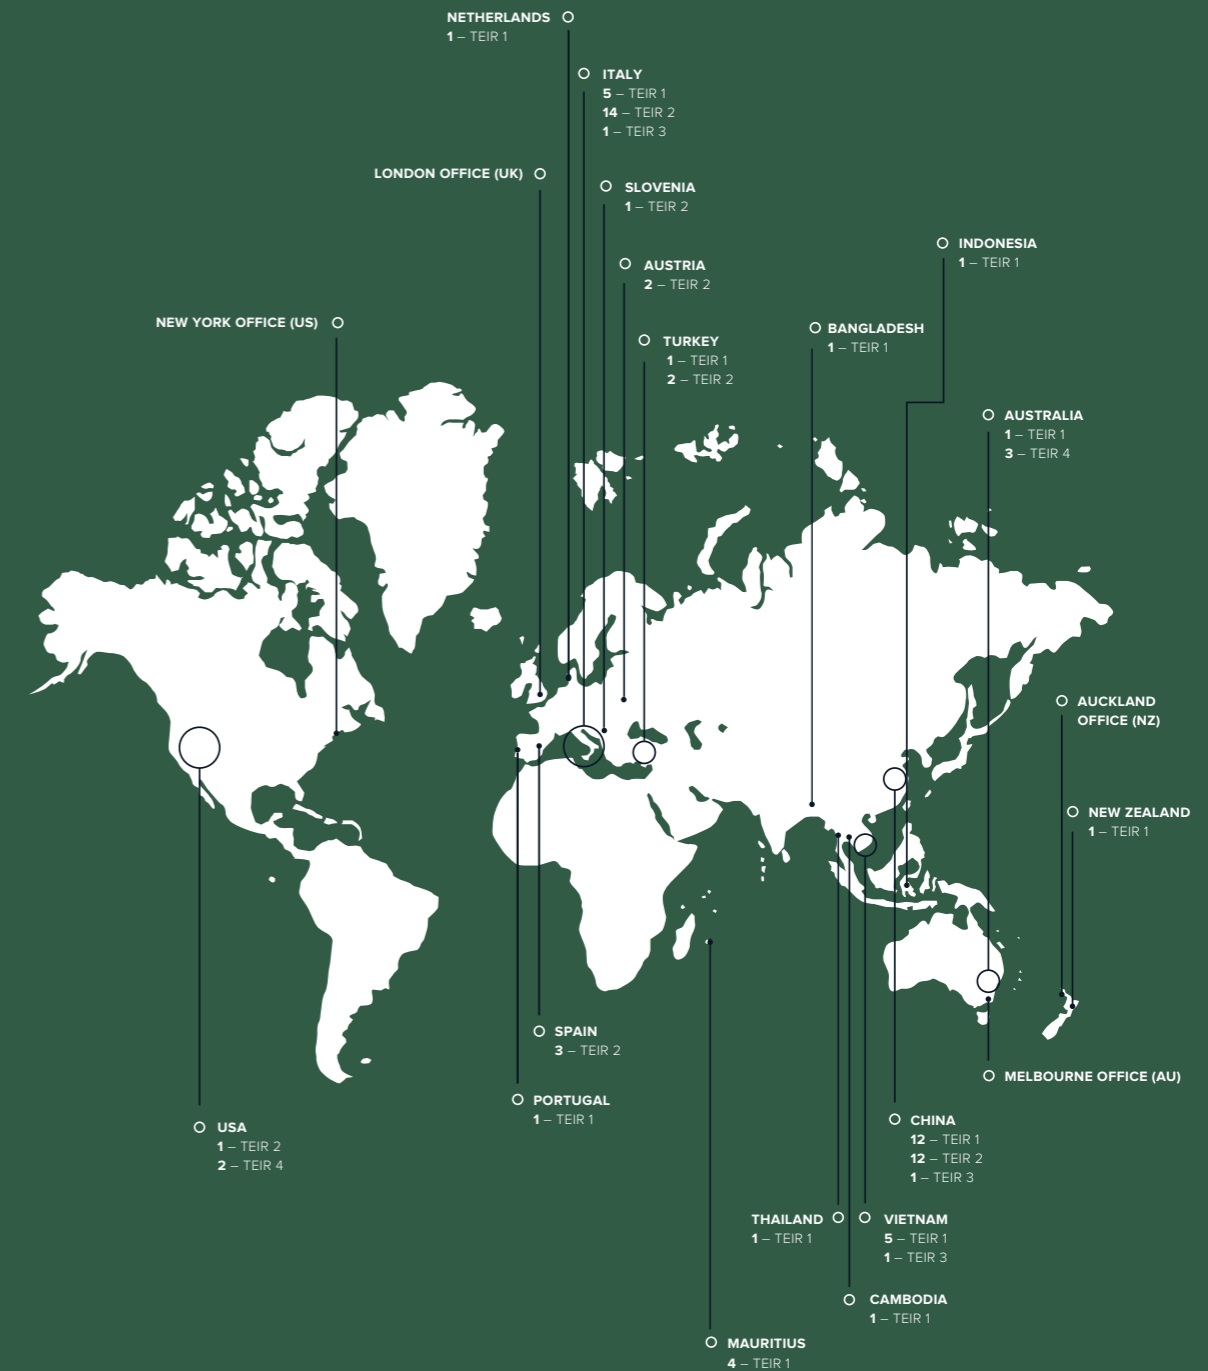 NETHERLANDS
1 – TEIR 1
ITALY
5 – TEIR 1
14 – TEIR 2
1 – TEIR 3
LONDON OFFICE (UK)
SLOVENIA
1 – TEIR 2
INDONESIA
1 – TEIR 1
AUSTRIA
2 – TEIR 2
NEW YORK OFFICE (US)
BANGLADESH
1 – TEIR 1
TURKEY
1 – TEIR 1
2 – TEIR 2
AUSTRALIA
1 – TEIR 1
3 – TEIR 4
AUCKLAND
OFFICE (NZ)
NEW ZEALAND
1 – TEIR 1
SPAIN
3 – TEIR 2
MELBOURNE OFFICE (AU)
PORTUGAL
1 – TEIR 1
USA
1 – TEIR 2
2 – TEIR 4
CHINA
12 – TEIR 1
12 – TEIR 2
1 – TEIR 3
THAILAND
1 – TEIR 1
VIETNAM
5 – TEIR 1
1 – TEIR 3
CAMBODIA
1 – TEIR 1
MAURITIUS
4 – TEIR 1